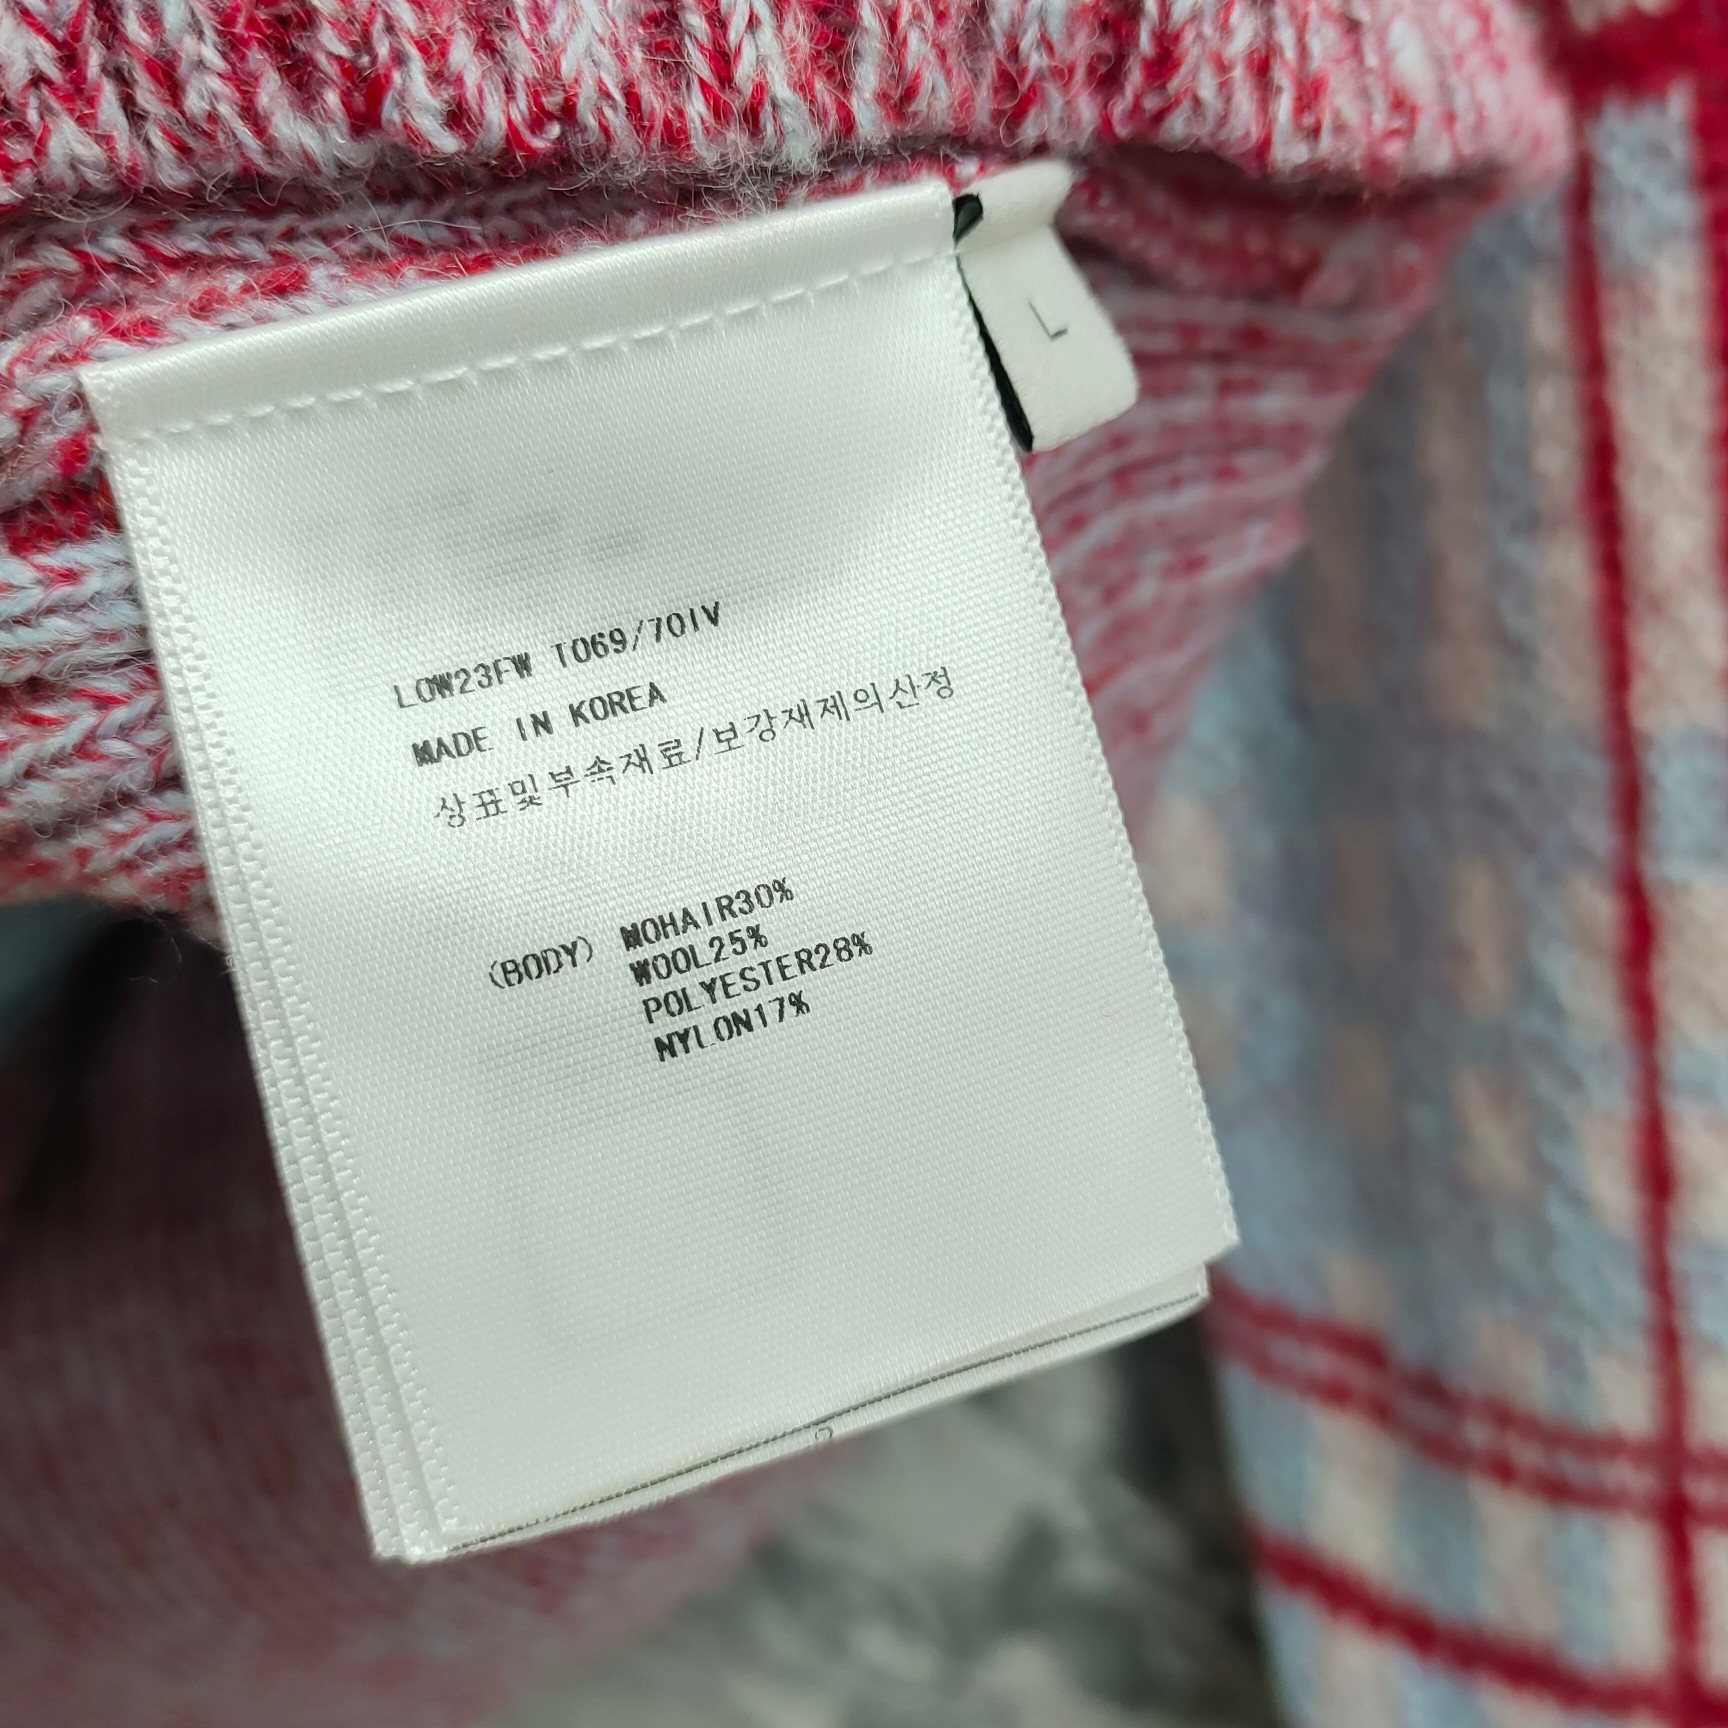 L
LOW23FW T069/70IV
MADE IN KOREA
상표및부속재료/보강재제의산정
(BODY) MOHAIR30%
WOOL25%
POLYESTER28%
NYLON17%